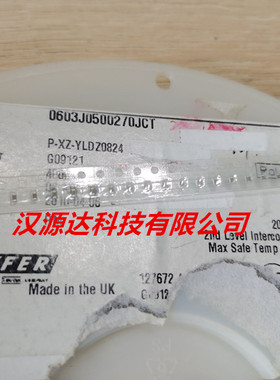 0603J0500270JCT
P-XZ-YLDZ0824
G09121
汉源达科技有限公司
2nd Level Interco
Max Safe Temp
FER
Made in the UK
127672